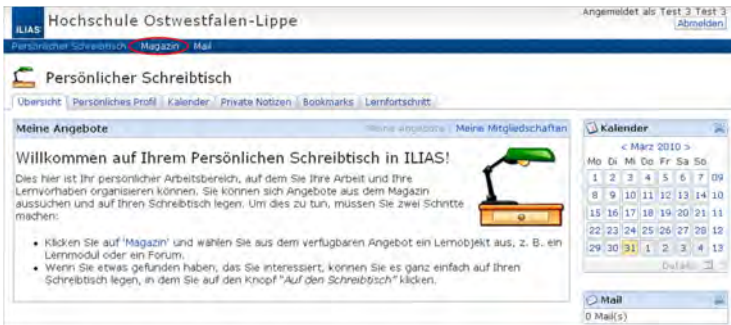 Angemeldet als Test 3 Test 3
Abmelden
ILIAS
Hochschule Ostwestfalen-Lippe
Persönlicher Schreibtisch Magazin Mail
Persönlicher Schreibtisch
Übersicht Persönliches Profil Kalender Private Notizen Bookmarks Lernfortschritt
Meine Angebote
Meine Angebote Meine Mitgliedschaften
Willkommen auf Ihrem Persönlichen Schreibtisch in ILIAS!
Dies hier ist Ihr persönlicher Arbeitsbereich, auf dem Sie Ihre Arbeit und Ihre
Lernvorhaben organisieren können. Sie können sich Angebote aus dem Magazin
aussuchen und auf Ihren Schreibtisch legen. Um dies zu tun, müssen Sie zwei Schritte
machen:
• Klicken Sie auf 'Magazin' und wählen Sie aus dem verfügbaren Angebot ein Lernobjekt aus, z. B. ein
Lernmodul oder ein Forum.
• Wenn Sie etwas gefunden haben, das Sie interessiert, können Sie es ganz einfach auf Ihren
Schreibtisch legen, in dem Sie auf den Knopf "Auf den Schreibtisch" klicken.
Kalender
< März 2010 >
Mo Di Mi Do Fr Sa So
1 2 3 4 5 6 7 09
8 9 10 11 12 13 14 10
15 16 17 18 19 20 21 11
22 23 24 25 26 27 28 12
29 30 31 1 2 3 4 13
Details
Mail
0 Mail(s)